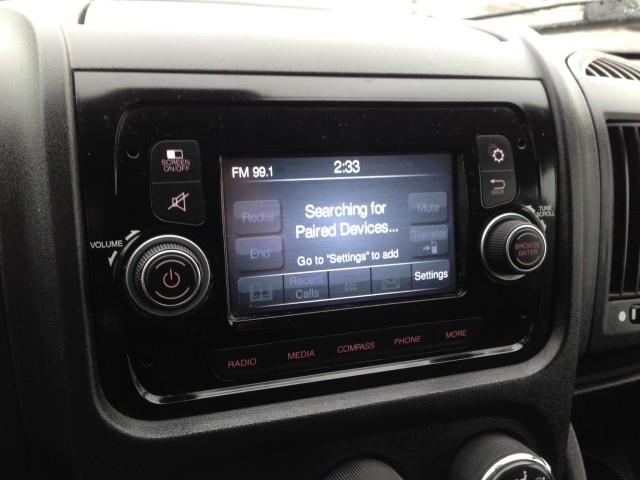 SCREEN
ON/OFF
FM 99.1
2:33
BACK
Redial
Searching for
Paired Devices...
Mute
TUNE
SCROLL
VOLUME
End
Go to "Settings" to add
Transfer
BROWSE
ENTER
Recent
Calls
Settings
RADIO
MEDIA
COMPASS
PHONE
MORE